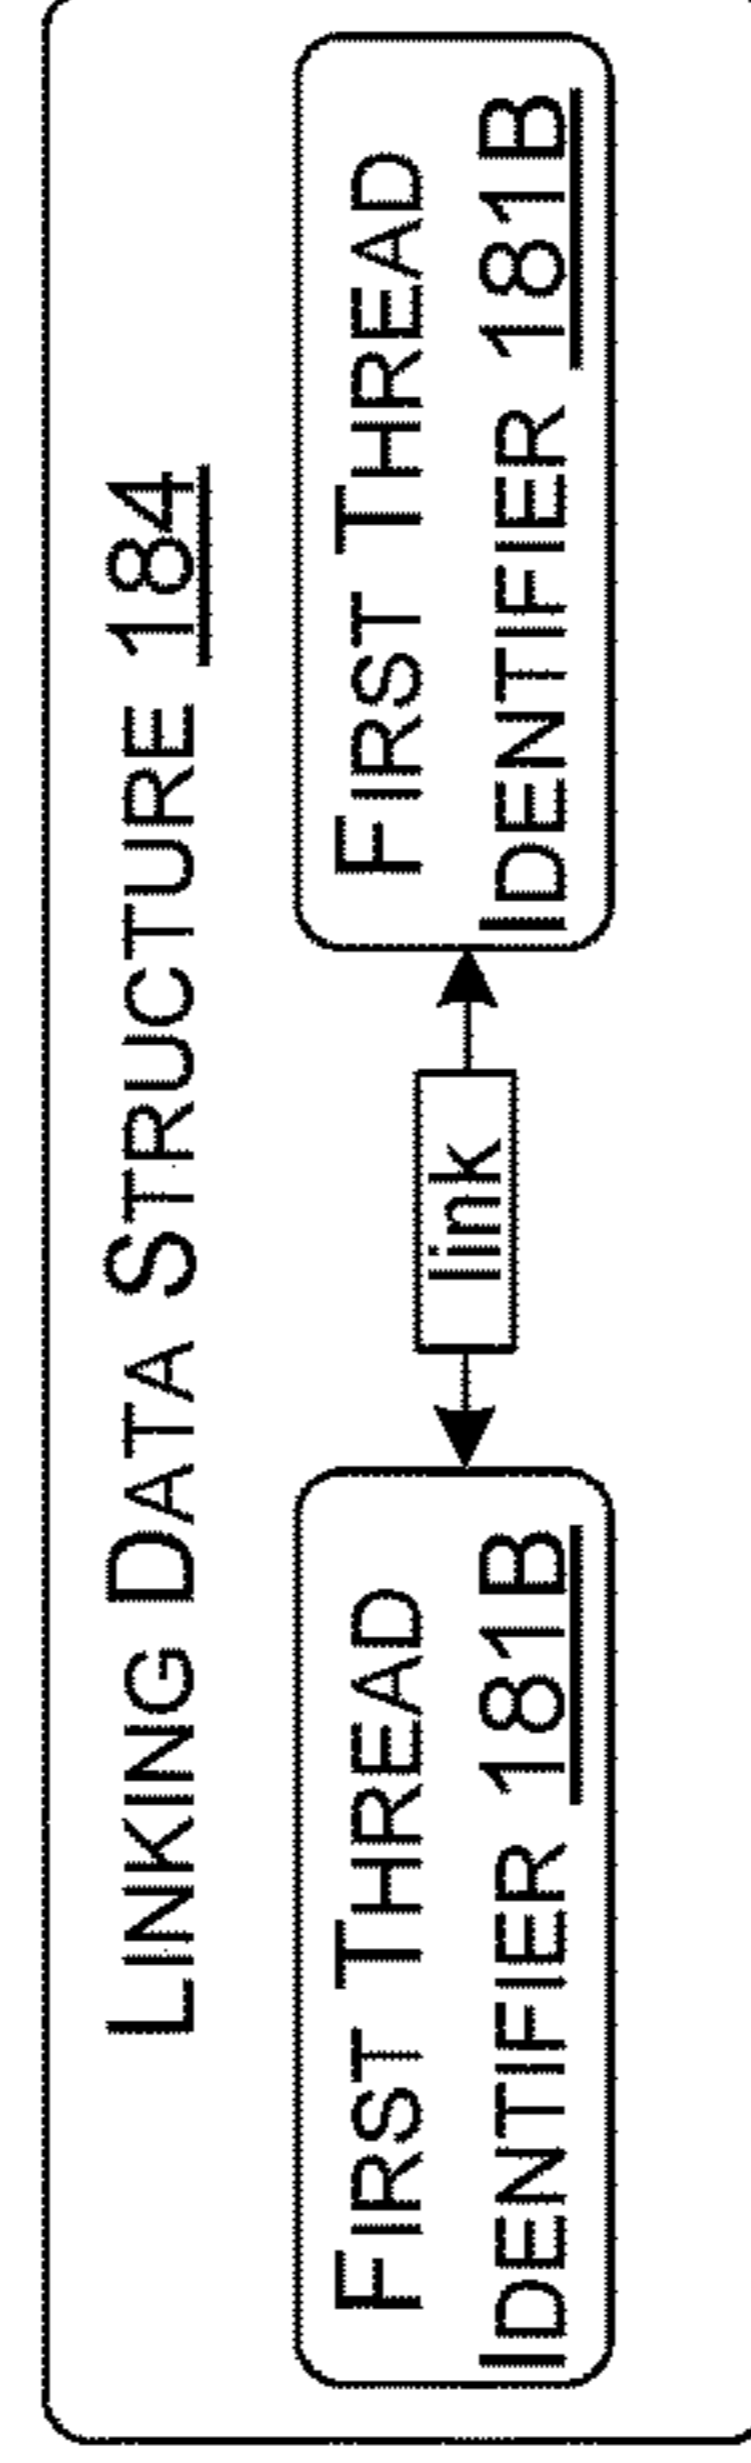 LINKING DATA STRUCTURE 184
FIRST THREAD
IDENTIFIER 181B
link
FIRST THREAD
IDENTIFIER 181B